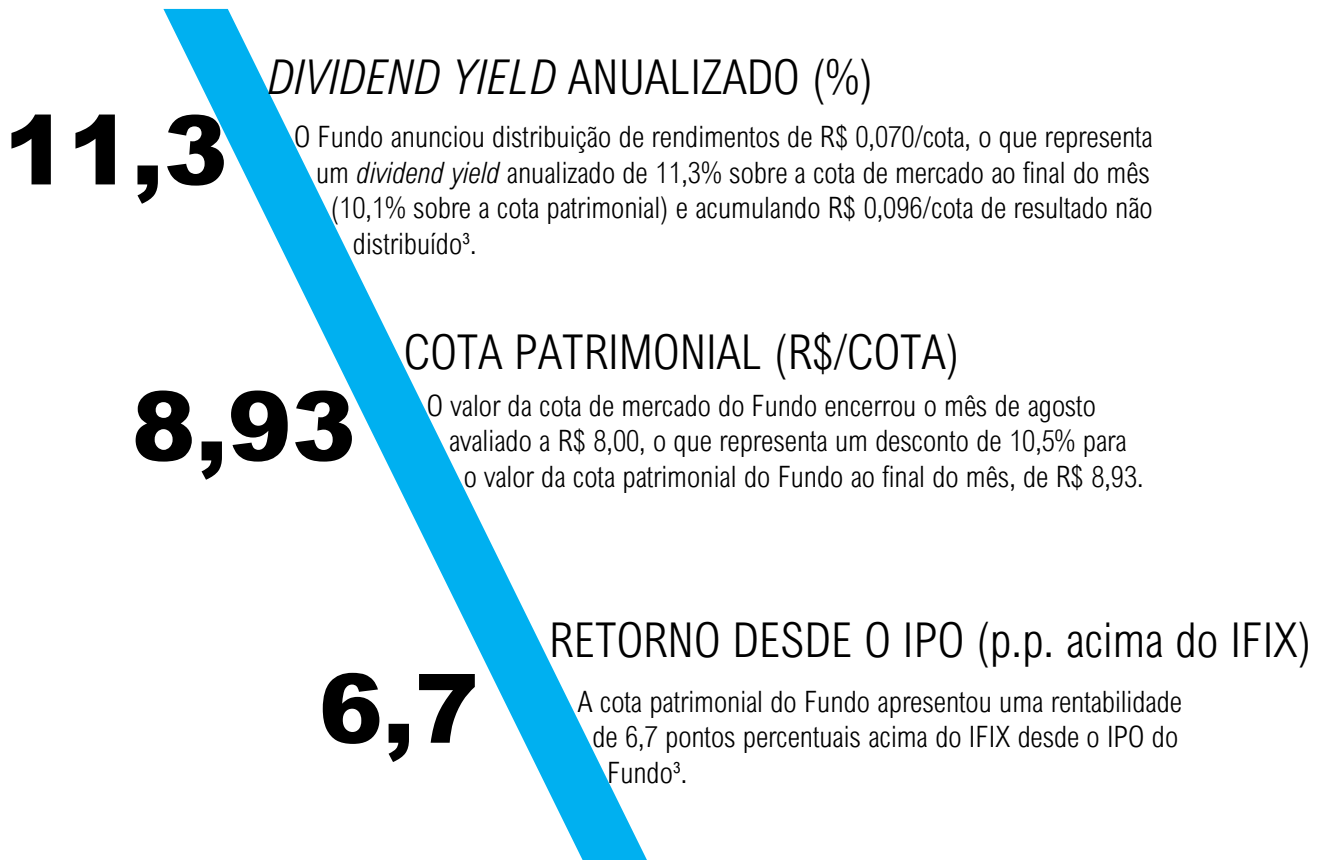 DIVIDEND YIELD ANUALIZADO (%)
11,3
O Fundo anunciou distribuição de rendimentos de R$ 0,070/cota, o que representa
um dividend yield anualizado de 11,3% sobre a cota de mercado ao final do mês
(10,1% sobre a cota patrimonial) e acumulando R$ 0,096/cota de resultado não
distribuído³.
COTA PATRIMONIAL (R$/COTA)
8,93
O valor da cota de mercado do Fundo encerrou o mês de agosto
avaliado a R$ 8,00, o que representa um desconto de 10,5% para
o valor da cota patrimonial do Fundo ao final do mês, de R$ 8,93.
RETORNO DESDE O IPO (p.p. acima do IFIX)
6,7
A cota patrimonial do Fundo apresentou uma rentabilidade
de 6,7 pontos percentuais acima do IFIX desde o IPO do
Fundo³.